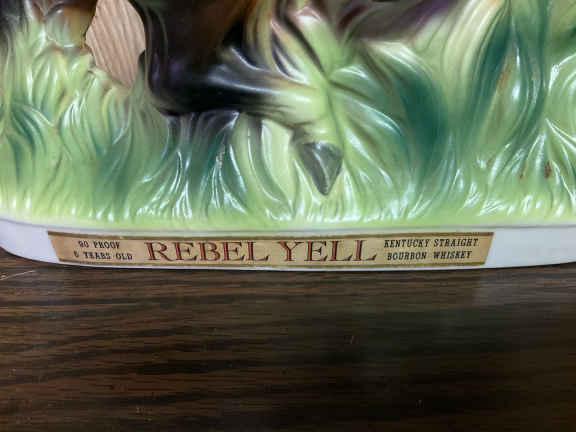 90 PROOF
6 YEARS OLD
REBEL YELL
KENTUCKY STRAIGHT
BOURBON WHISKEY